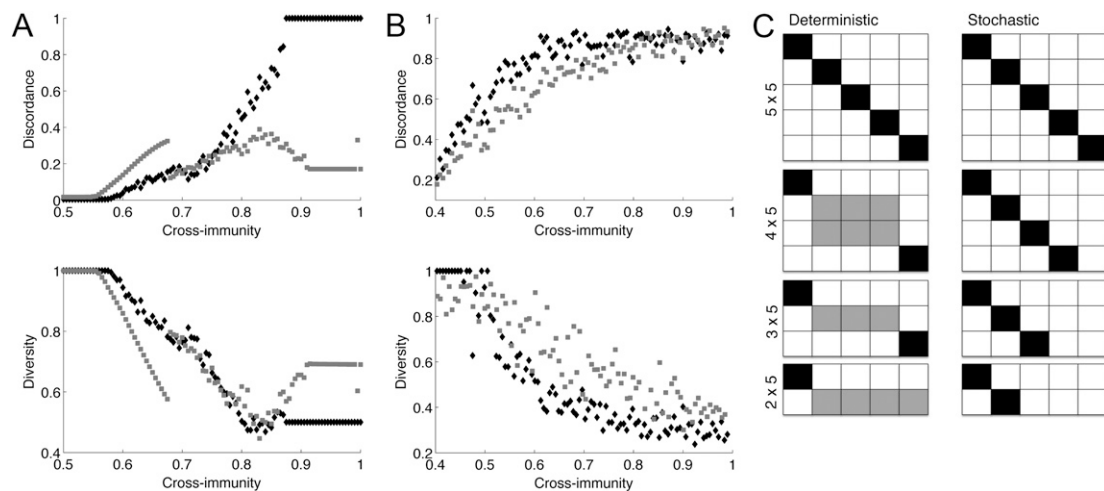 A
Discordance
1
0.8
0.6
0.4
0.2
0
0.5 0.6 0.7 0.8 0.9 1
Cross-immunity
Diversity
1
0.8
0.6
0.4
0.5 0.6 0.7 0.8 0.9 1
Cross-immunity
B
Discordance
1
0.8
0.6
0.4
0.2
0.4 0.5 0.6 0.7 0.8 0.9 1
Cross-immunity
Diversity
1
0.8
0.6
0.4
0.2
0.4 0.5 0.6 0.7 0.8 0.9 1
Cross-immunity
C
Deterministic Stochastic
5 x 5
4 x 5
3 x 5
2 x 5